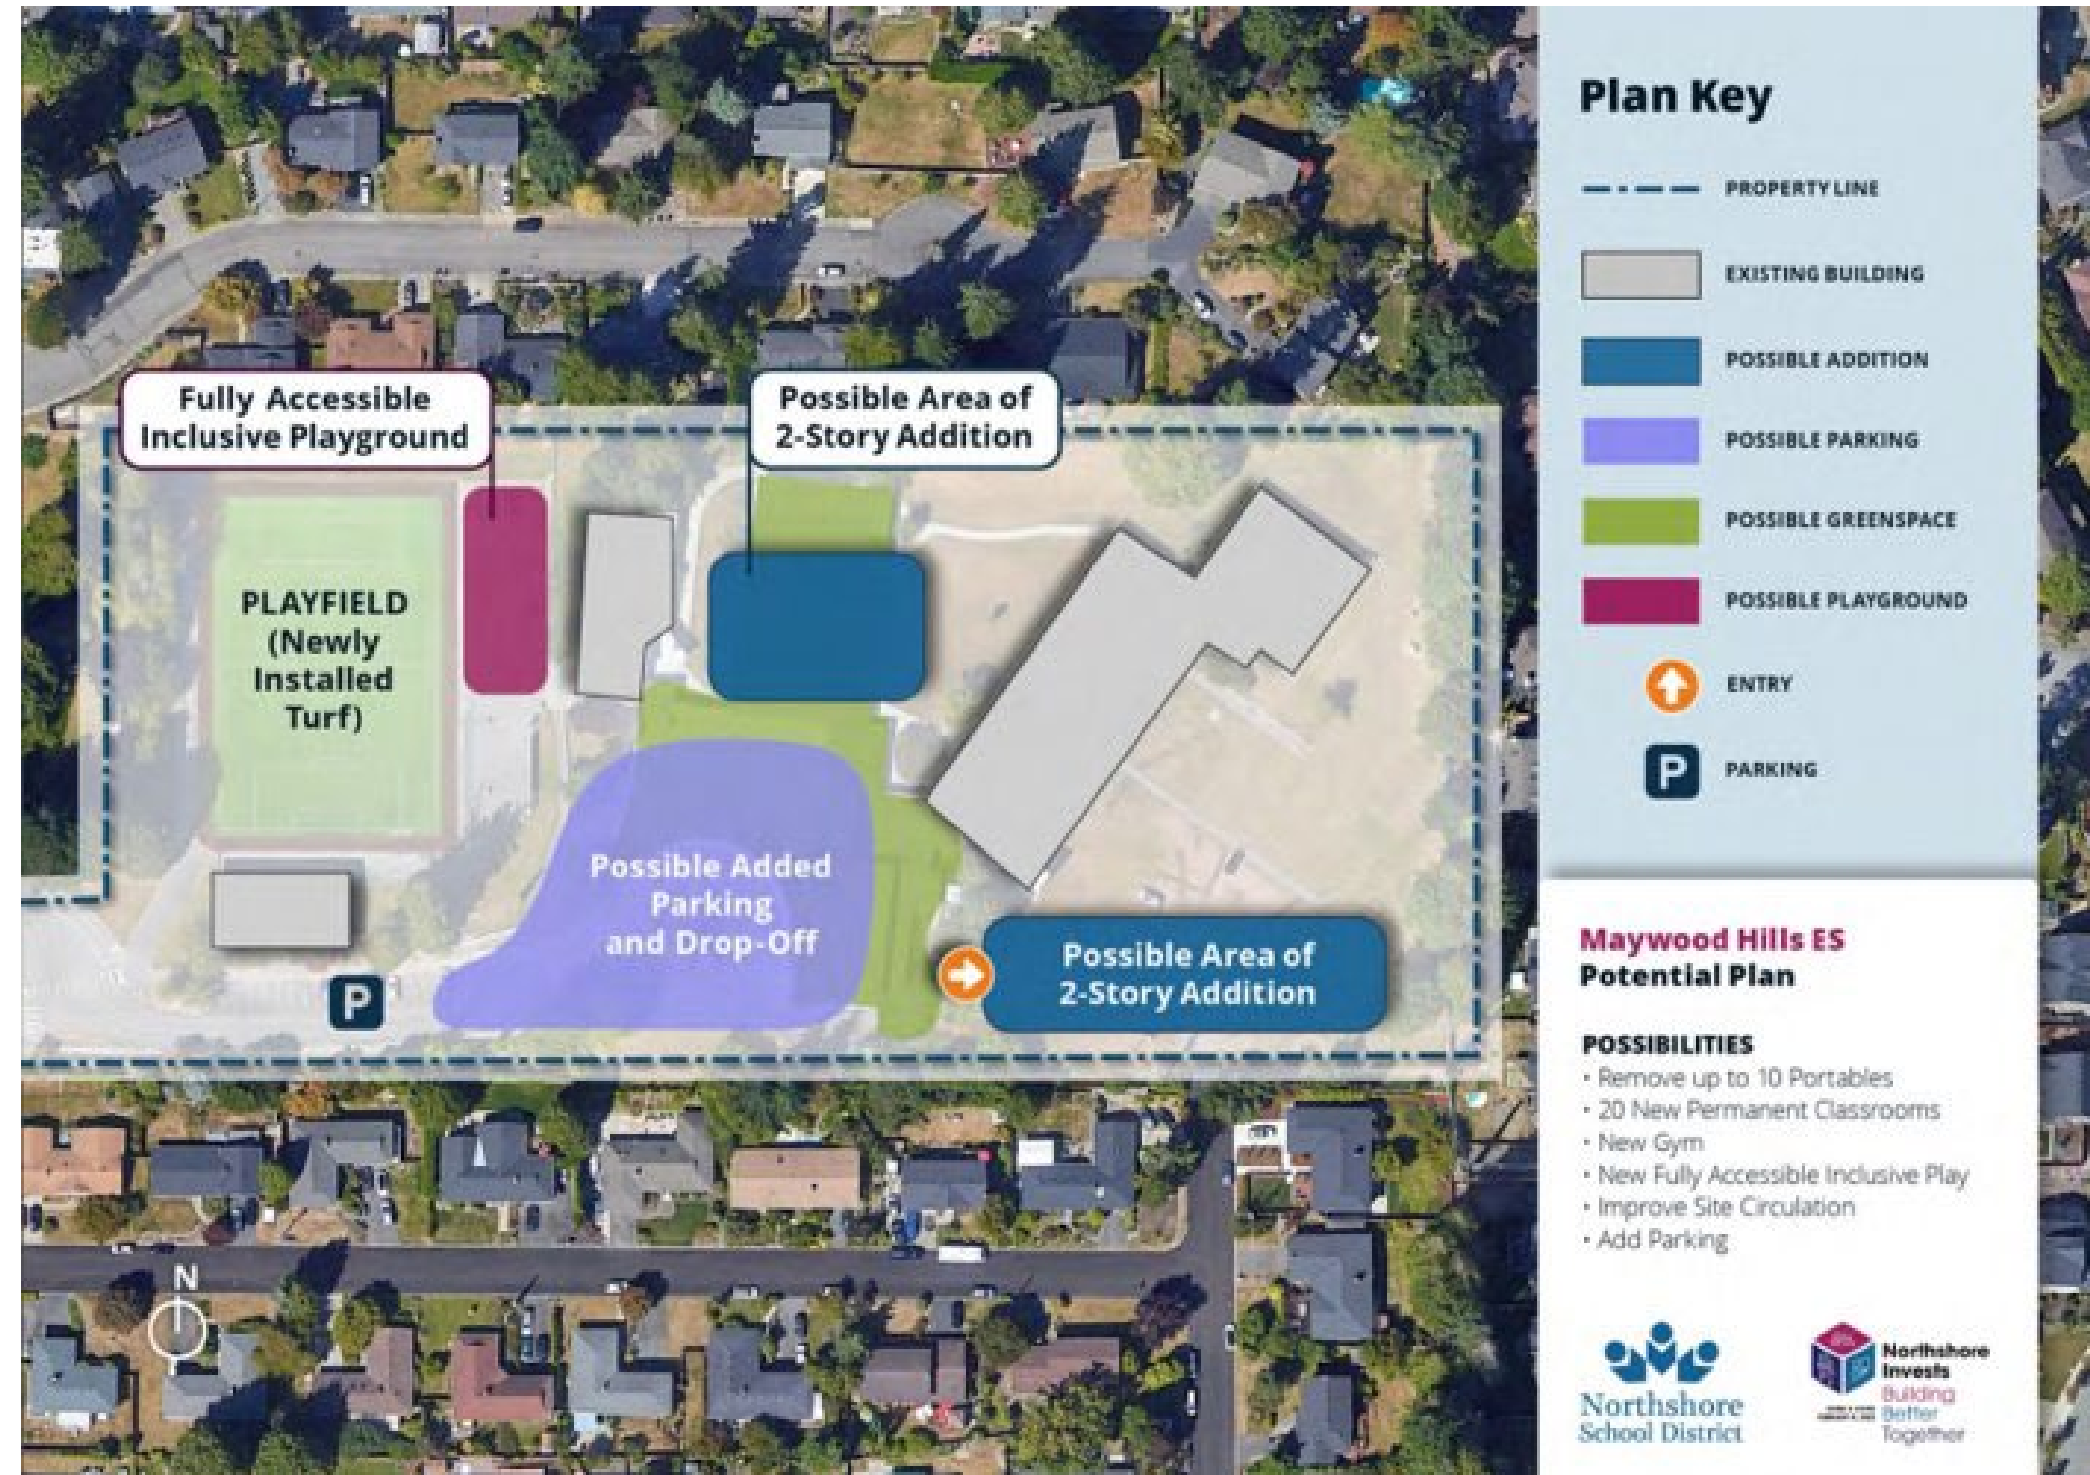 Plan Key
PROPERTY LINE
EXISTING BUILDING
POSSIBLE ADDITION
POSSIBLE PARKING
POSSIBLE GREENSPACE
POSSIBLE PLAYGROUND
ENTRY
P
PARKING
Fully Accessible
Inclusive Playground
Possible Area of
2-Story Addition
PLAYFIELD
(Newly
Installed
Turf)
Possible Added
Parking
and Drop-Off
P
Possible Area of
2-Story Addition
N
Maywood Hills ES
Potential Plan
POSSIBILITIES
• Remove up to 10 Portables
• 20 New Permanent Classrooms
• New Gym
• New Fully Accessible Inclusive Play
• Improve Site Circulation
• Add Parking
Northshore
School District
Northshore
Invests
Building
Better
Together